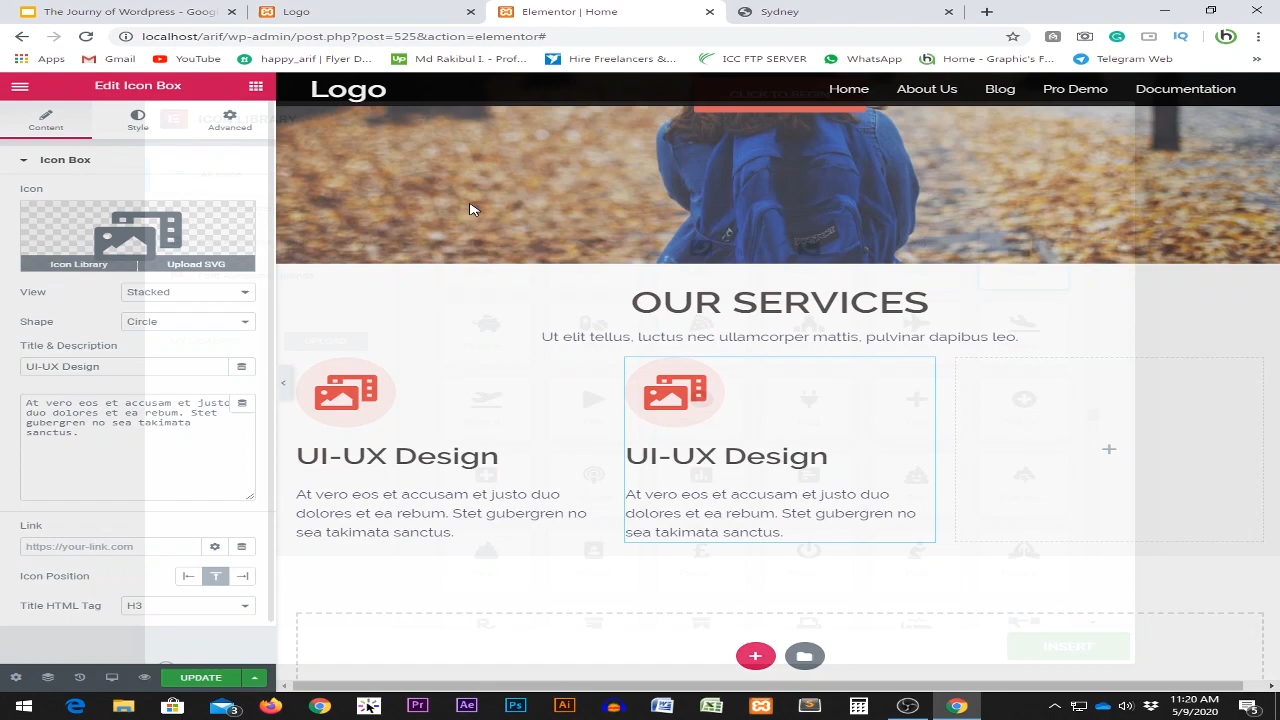 The Journy of Wordpress - Goog
Logo
Elementor | Home
Sydney
localhost/arif/wp-admin/post.php?post=525&action=elementor#
Apps
Gmail
YouTube
happy_arif | Flyer D...
Md Rakibul I. - Prof...
Hire Freelancers &...
ICC FTP SERVER
WhatsApp
Home - Graphic's F...
Telegram Web
»
Edit Icon Box
Logo
Home
About Us
Blog
Pro Demo
Documentation
Content
Style
Advanced
ICON LIBRARY
Icon Box
Icon
Icon Library
Upload SVG
View
Stacked
Shape
Circle
UPLOAD
Title & Description
UI-UX Design
At vero eos et accusam et justo
duo dolores et ea rebum. Stet
gubergren no sea takimata
sanctus.
Link
https://your-link.com
Icon Position
Title HTML Tag
H3
UPDATE
OUR SERVICES
Ut elit tellus, luctus nec ullamcorper mattis, pulvinar dapibus leo.
UI-UX Design
At vero eos et accusam et justo duo
dolores et ea rebum. Stet gubergren no
sea takimata sanctus.
UI-UX Design
At vero eos et accusam et justo duo
dolores et ea rebum. Stet gubergren no
sea takimata sanctus.
INSERT
3
11:20 AM
5/9/2020
5